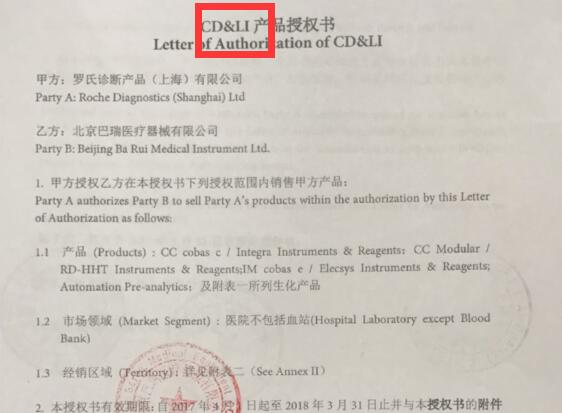 CD&LI 产品授权书
Letter of Authorization of CD&LI
甲方：罗氏诊断产品（上海）有限公司
Party A: Roche Diagnostics (Shanghai) Ltd
乙方：北京巴瑞医疗器械有限公司
Party B: Beijing Ba Rui Medical Instrument Ltd.
1. 甲方授权乙方在本授权书下列授权范围内销售甲方产品：
Party A authorizes Party B to sell Party A's products within the authorization by this Letter
of Authorization as follows:
1.1 产品 (Products) : CC cobas c / Integra Instruments & Reagents; CC Modular /
RD-HHT Instruments & Reagents;IM cobas e / Elecsys Instruments & Reagents;
Automation Pre-analytics；及附表一所列生化产品
1.2 市场领域 (Market Segment) : 医院不包括血站(Hospital Laboratory except Blood
Bank)
1.3 经销区域 (Territory) : 详见附表二 (See Annex II)
2. 本授权书有效期限：自 2017 年 4 月 1 日起至 2018 年 3 月 31 日止并与本授权书的附件